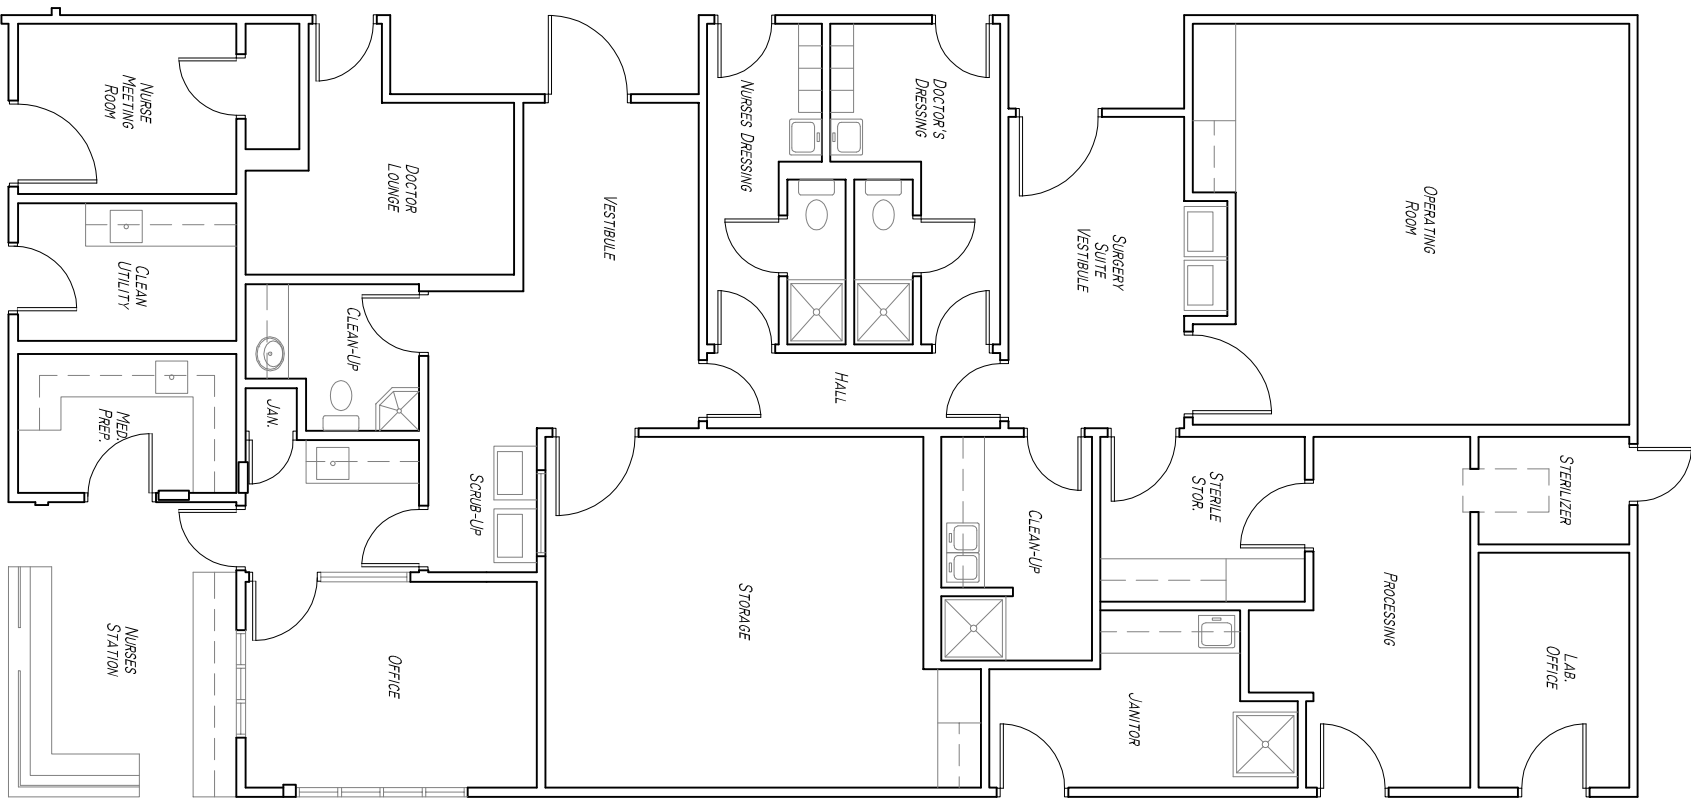 NURSE
MEETING
ROOM
DOCTOR
LOUNGE
VESTIBULE
NURSES DRESSING
DOCTOR'S
DRESSING
SURGERY
SUITE
VESTIBULE
OPERATING
ROOM
CLEAN
UTILITY
CLEAN-UP
HALL
MED.
PREP.
JAN.
SCRUB-UP
CLEAN-UP
STERILE
STOR.
STERILIZER
NURSES
STATION
OFFICE
STORAGE
JANITOR
PROCESSING
LAB.
OFFICE